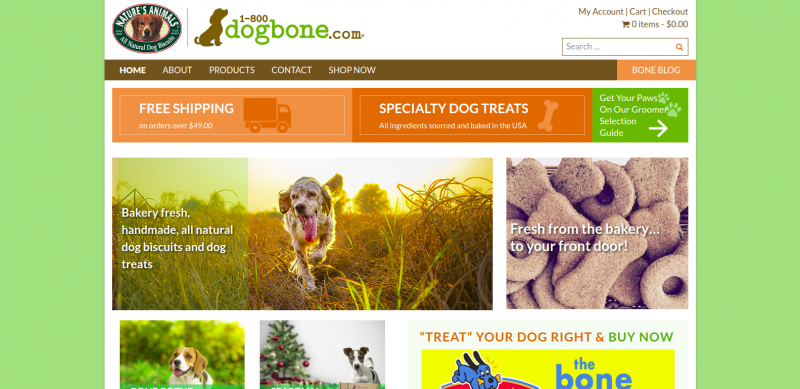 NATURE'S ANIMALS
All Natural Dog Biscuits
1-800
dogbone.com
My Account | Cart | Checkout
0 items - $0.00
Search ...
HOME ABOUT PRODUCTS CONTACT SHOP NOW BONE BLOG
FREE SHIPPING
on orders over $49.00
SPECIALTY DOG TREATS
All ingredients sourced and baked in the USA
Get Your Paws
On Our Groomer
Selection
Guide
Bakery fresh,
handmade, all natural
dog biscuits and dog
treats
Fresh from the bakery...
to your front door!
“TREAT” YOUR DOG RIGHT & BUY NOW
the
bone